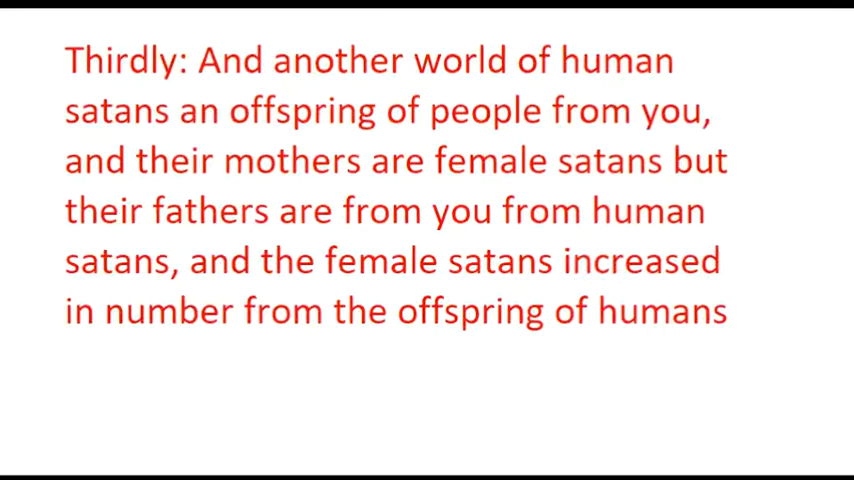 Thirdly: And another world of human
satans an offspring of people from you,
and their mothers are female satans but
their fathers are from you from human
satans, and the female satans increased
in number from the offspring of humans